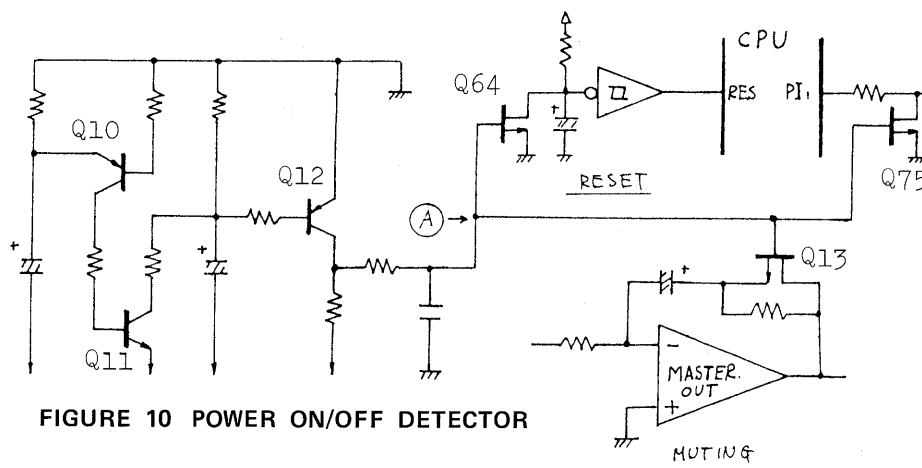 CPU
Q64
RES
PI1
Q10
Q12
Q75
RESET
A
Q13
+
+
+
+
Q11
-
MASTER.
OUT
+
FIGURE 10 POWER ON/OFF DETECTOR
MUTING